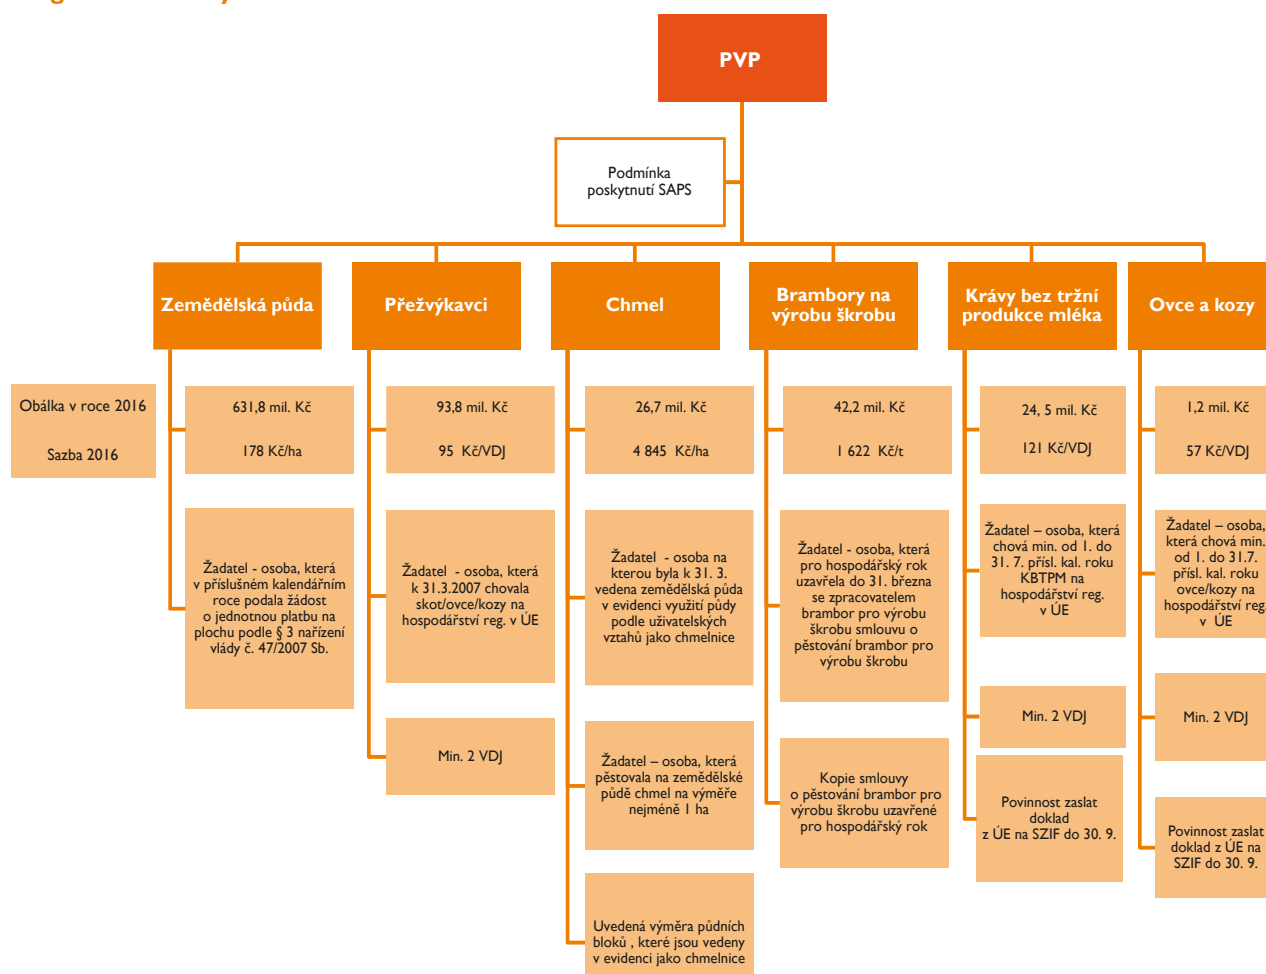 PVP
Podmínka
poskytnutí SAPS
Zemědělská půda
Přežvýkavci
Chmel
Brambory na
výrobu škrobu
Krávy bez tržní
produkce mléka
Ovce a kozy
Obálka v roce 2016
Sazba 2016
631,8 mil. Kč
178 Kč/ha
93,8 mil. Kč
95 Kč/VDJ
26,7 mil. Kč
4 845 Kč/ha
42,2 mil. Kč
1 622 Kč/t
24, 5 mil. Kč
121 Kč/VDJ
1,2 mil. Kč
57 Kč/VDJ
Žadatel - osoba, která
v příslušném kalendářním
roce podala žádost
o jednotnou platbu na
plochu podle § 3 nařízení
vlády č. 47/2007 Sb.
Žadatel - osoba, která
k 31.3.2007 chovala
skot/ovce/kozy na
hospodářství reg. v ÚE
Min. 2 VDJ
Žadatel - osoba na
kterou byla k 31. 3.
vedena zemědělská půda
v evidenci využití půdy
podle uživatelských
vztahů jako chmelnice
Žadatel – osoba, která
pěstovala na zemědělské
půdě chmel na výměře
nejméně 1 ha
Uvedená výměra půdních
bloků , které jsou vedeny
v evidenci jako chmelnice
Žadatel - osoba, která
pro hospodářský rok
uzavřela do 31. března
se zpracovatelem
brambor pro výrobu
škrobu smlouvu o
pěstování brambor pro
výrobu škrobu
Kopie smlouvy
o pěstování brambor pro
výrobu škrobu uzavřené
pro hospodářský rok
Žadatel – osoba, která
chová min. od 1. do
31. 7. přísl. kal. roku
KBTPM na
hospodářství reg.
v ÚE
Min. 2 VDJ
Povinnost zaslat
doklad
z ÚE na SZIF do 30. 9.
Žadatel – osoba,
která chová min.
od 1. do 31.7.
přísl. kal. roku
ovce/kozy na
hospodářství reg.
v ÚE
Min. 2 VDJ
Povinnost zaslat
doklad z ÚE na
SZIF do 30. 9.